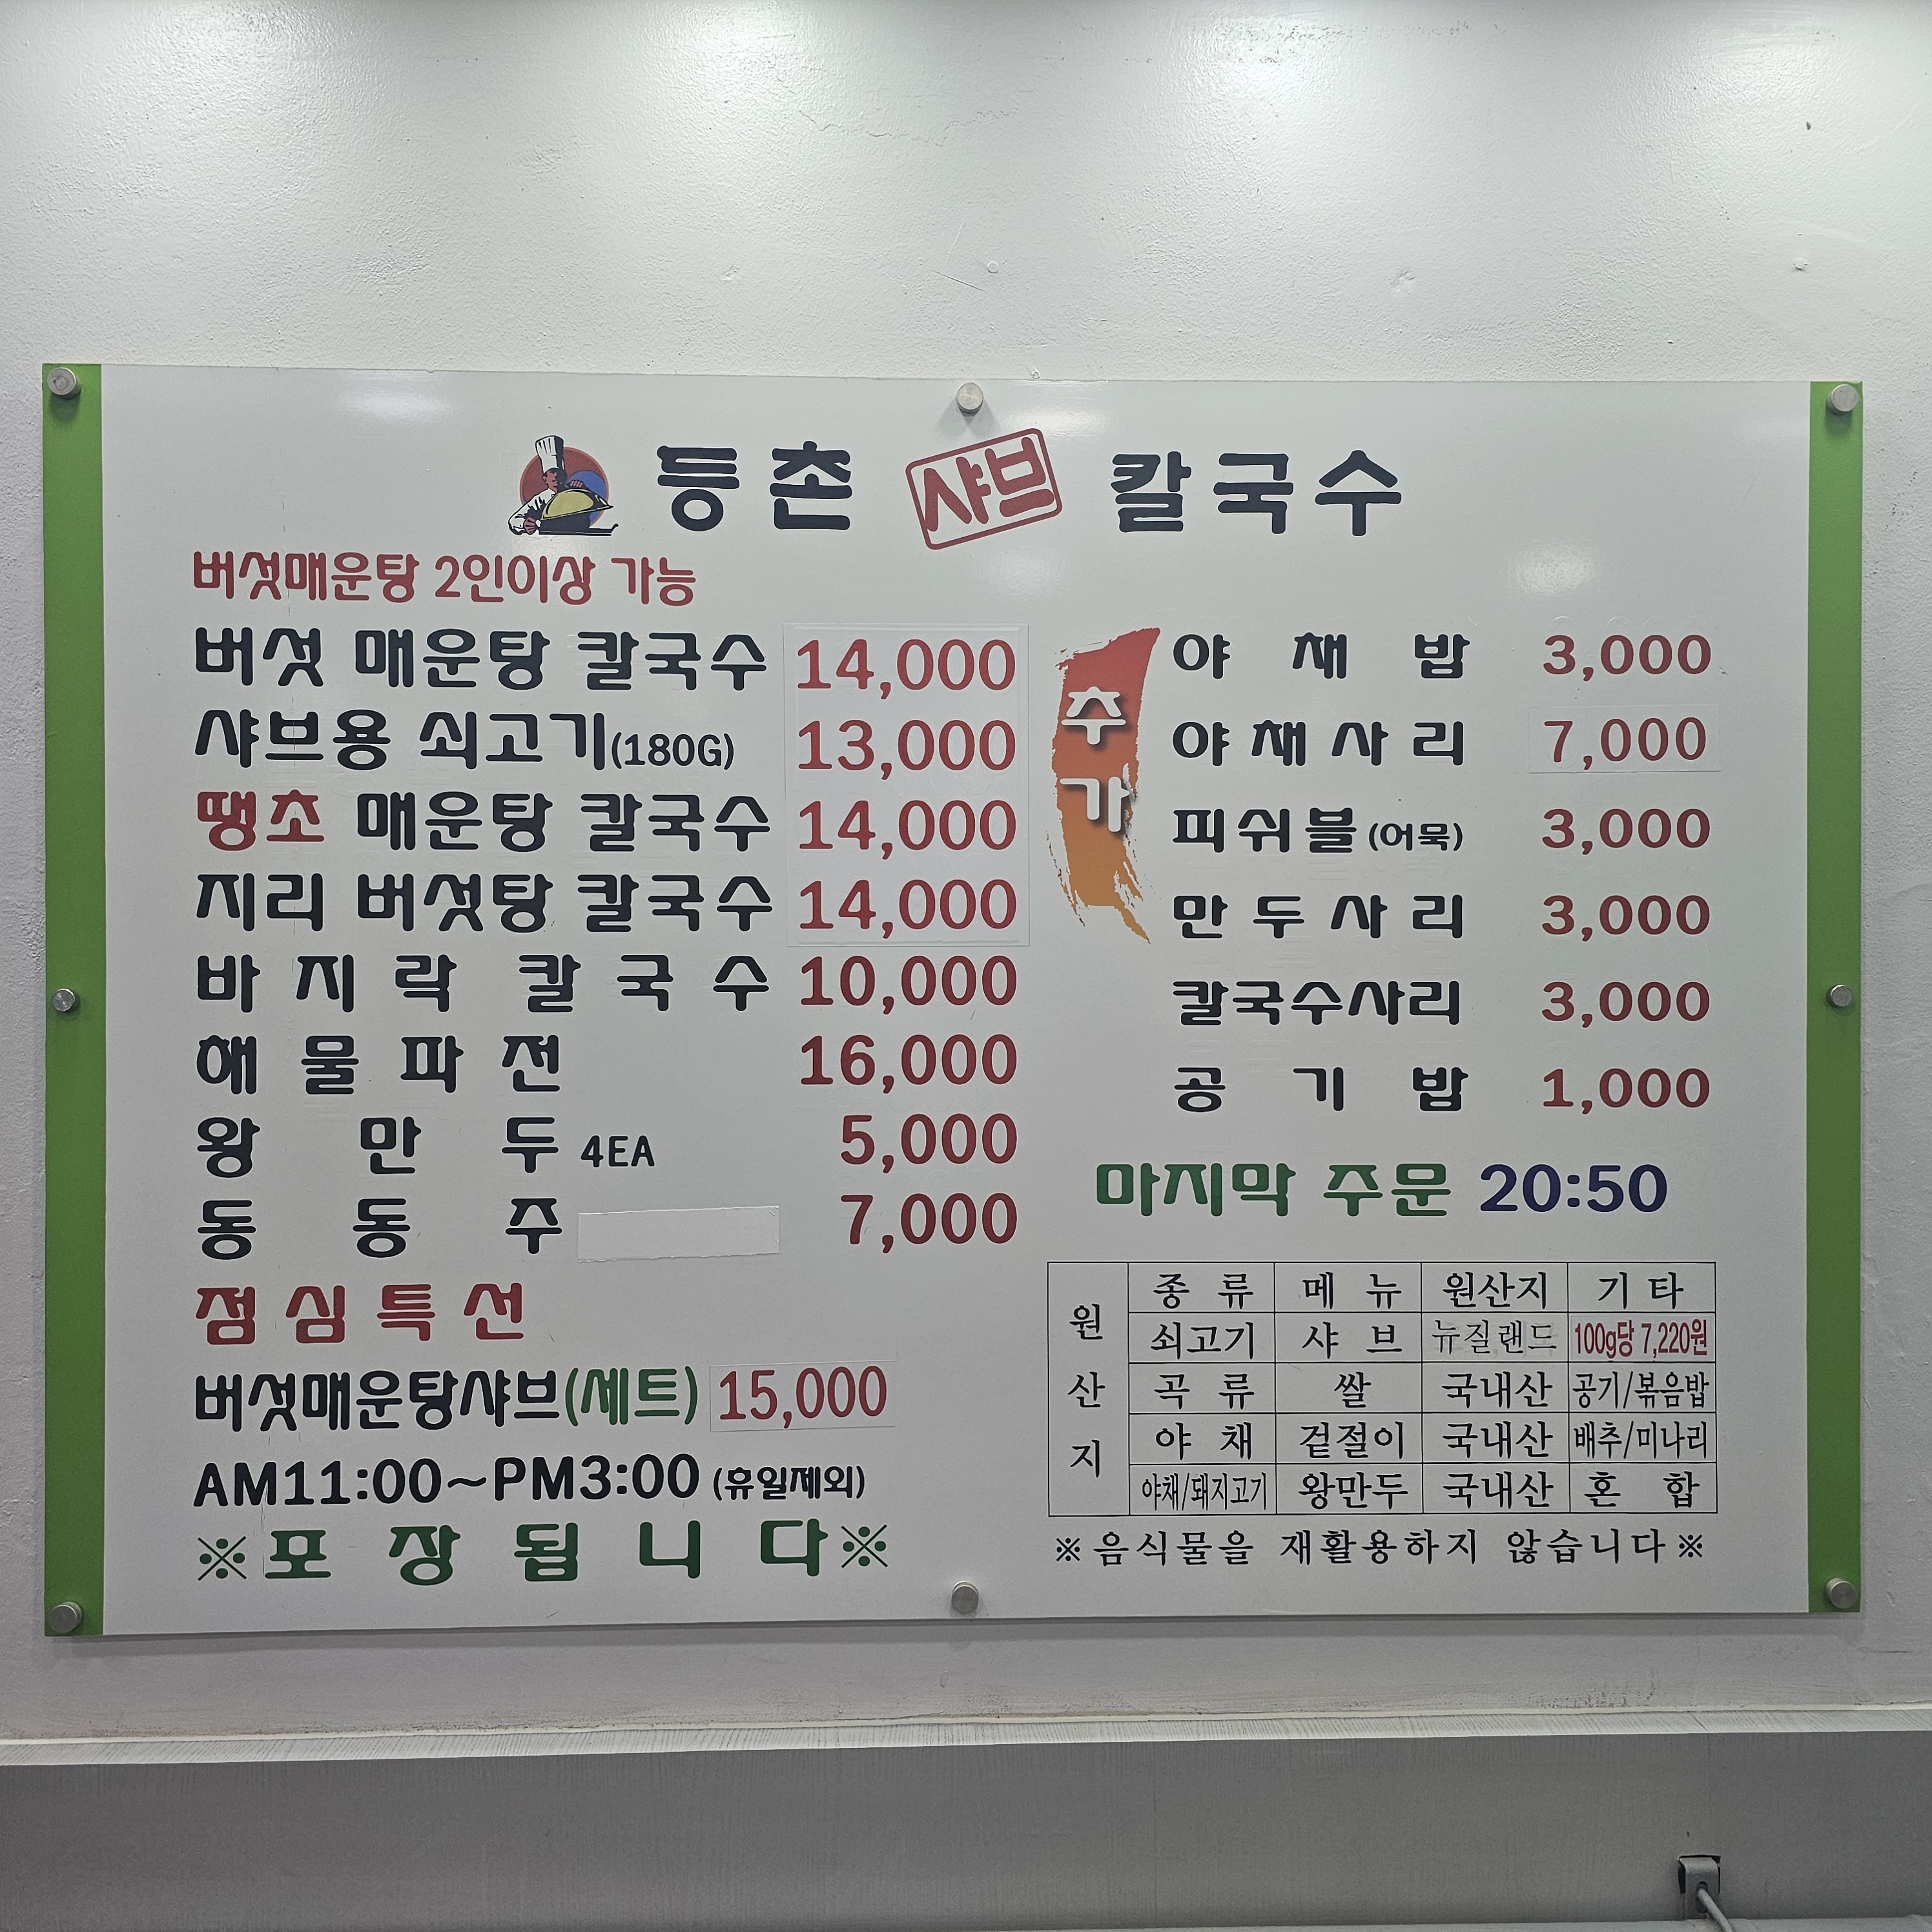 등촌 샤브 칼국수
버섯매운탕 2인이상 가능
버섯 매운탕 칼국수 14,000
샤브용 쇠고기(180G) 13,000
땡초 매운탕 칼국수 14,000
지리 버섯탕 칼국수 14,000
바지락 칼국수 10,000
해물파전 16,000
왕만두 4EA 5,000
동동주 7,000
점심특선
버섯매운탕샤브(세트) 15,000
AM11:00~PM3:00 (휴일제외)
※포장됩니다※
추가
야채밥 3,000
야채사리 7,000
피쉬볼(어묵) 3,000
만두사리 3,000
칼국수사리 3,000
공기밥 1,000
마지막 주문 20:50
원산지
종류 메뉴 원산지 기타
쇠고기 샤브 뉴질랜드 100g당 7,220원
곡류 쌀 국내산 공기/볶음밥
야채 겉절이 국내산 배추/미나리
야채/돼지고기 왕만두 국내산 혼합
※음식물을 재활용하지 않습니다※